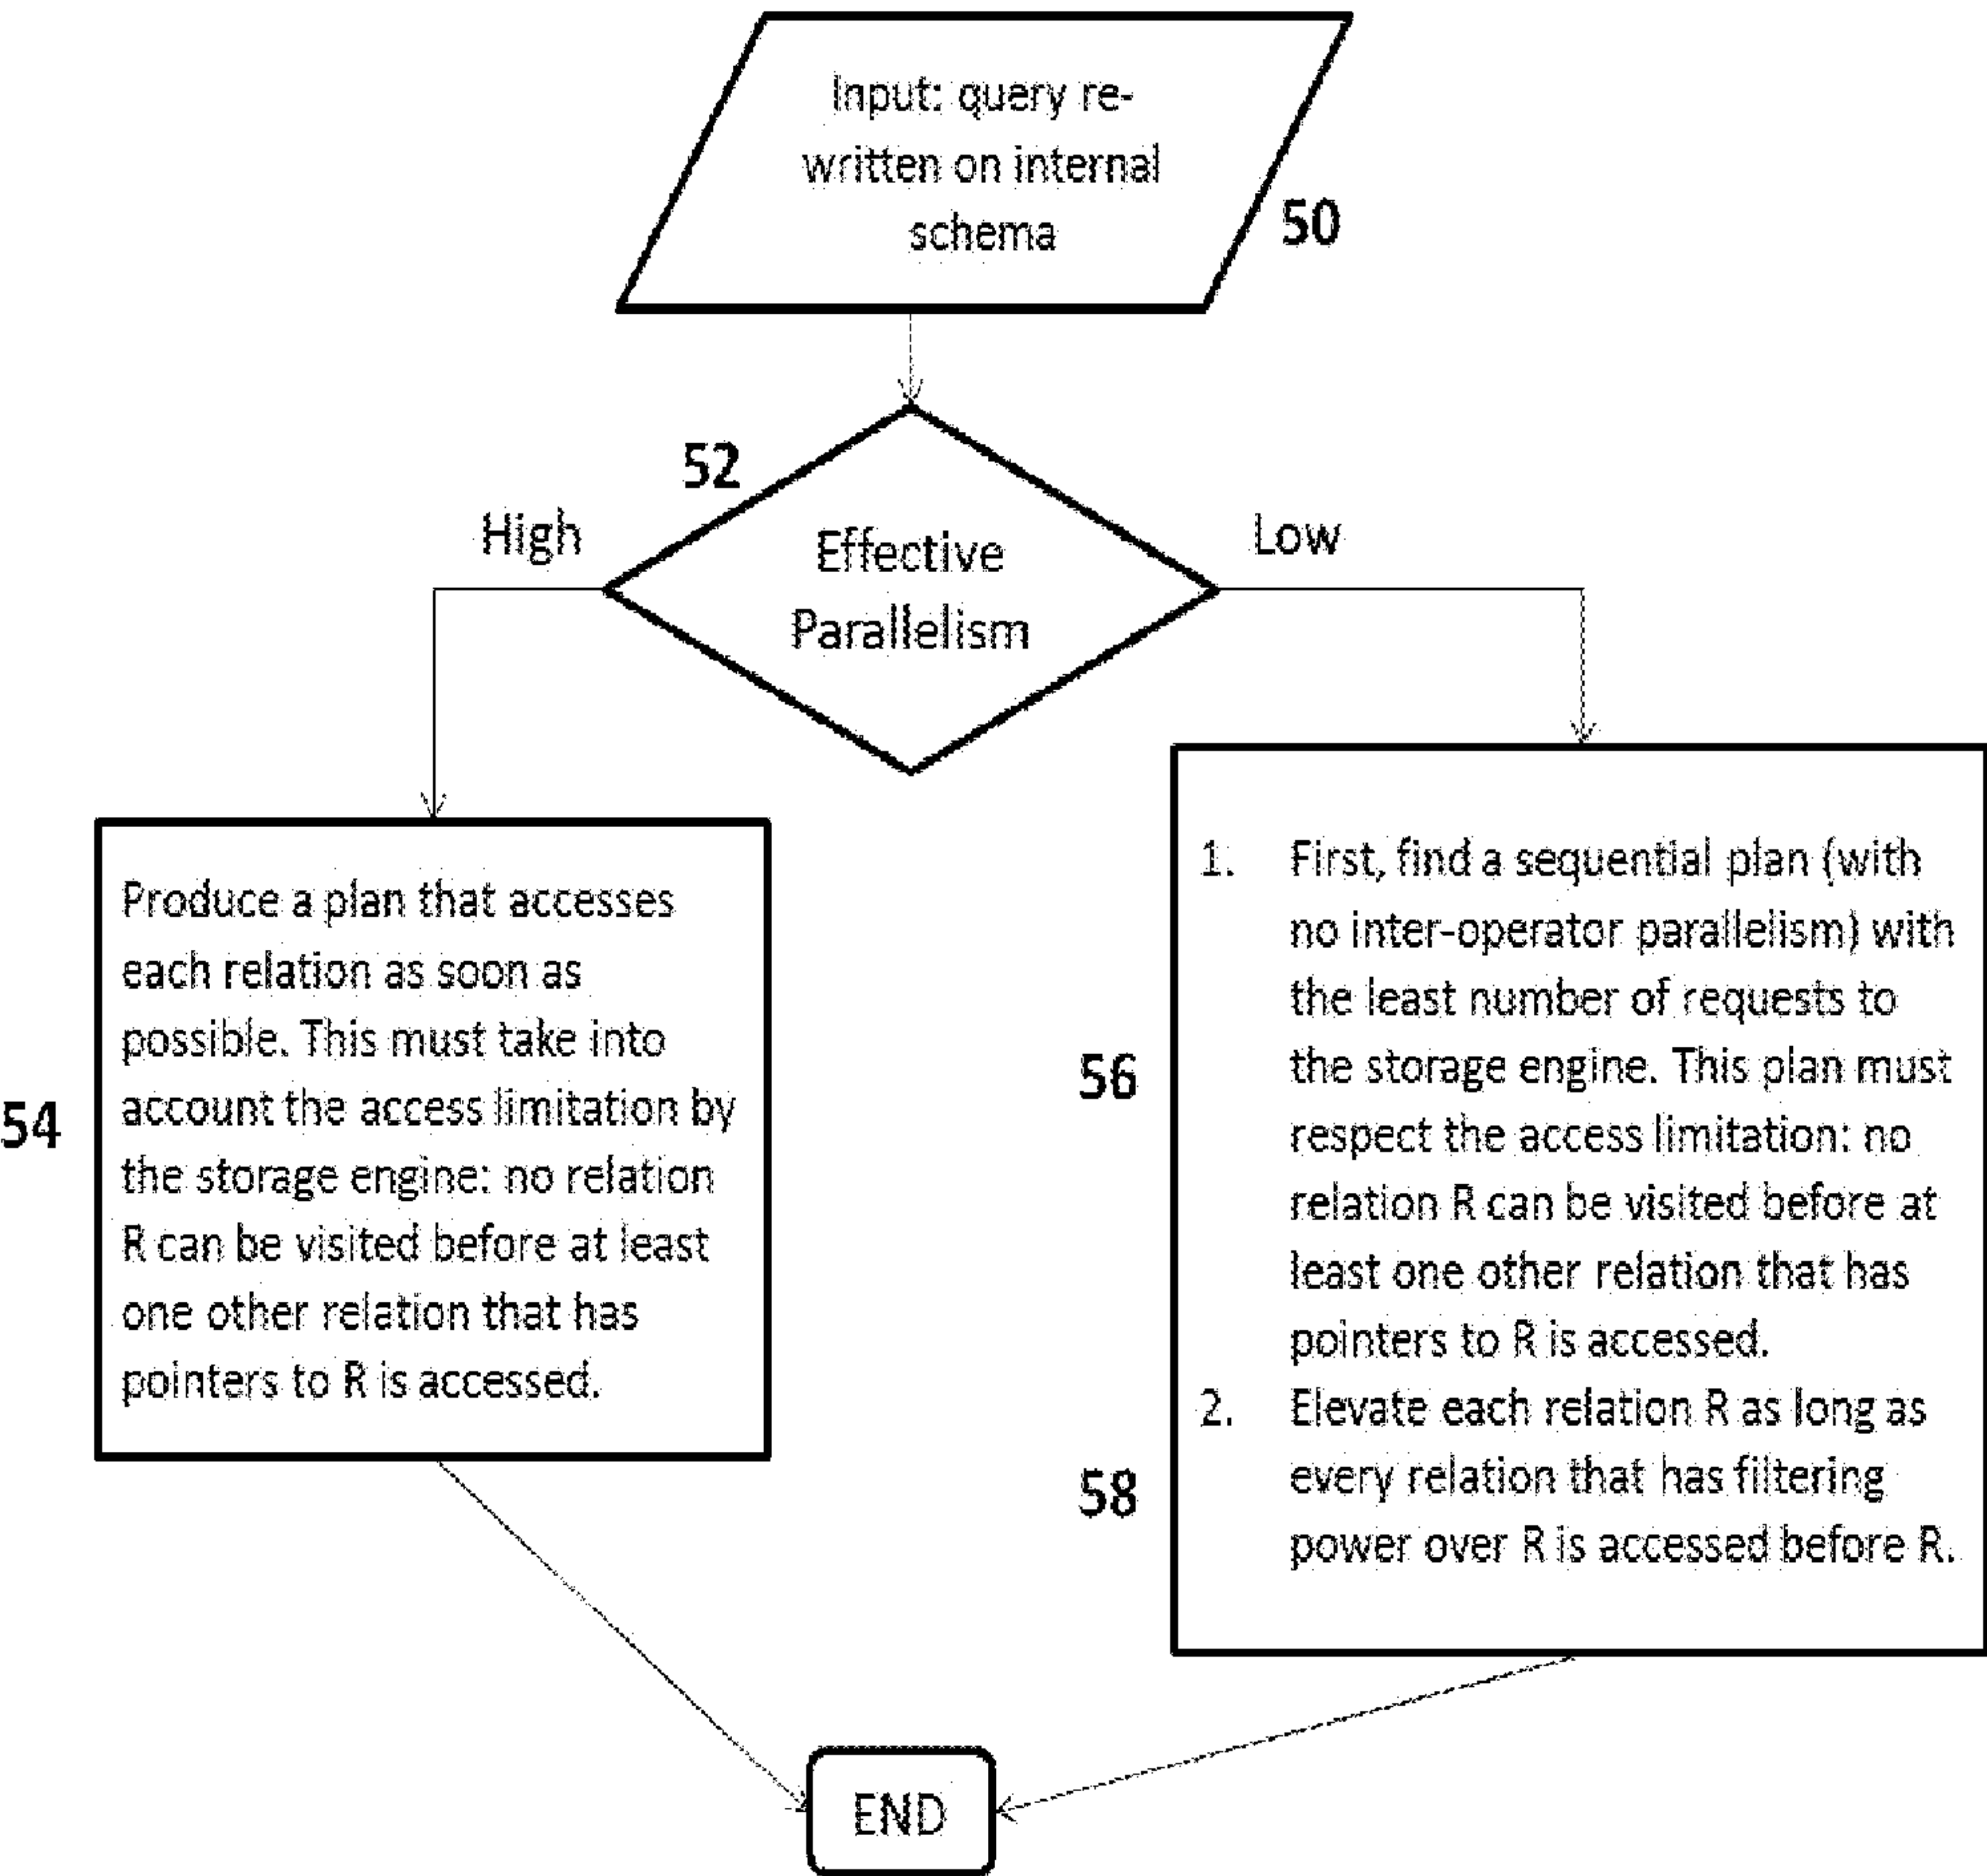 Input: query re-
written on internal
schema
50
52
High
Low
Effective
Parallelism
54
Produce a plan that accesses
each relation as soon as
possible. This must take into
account the access limitation by
the storage engine: no relation
R can be visited before at least
one other relation that has
pointers to R is accessed.
56
1. First, find a sequential plan (with
no inter-operator parallelism) with
the least number of requests to
the storage engine. This plan must
respect the access limitation: no
relation R can be visited before at
least one other relation that has
pointers to R is accessed.
58
2. Elevate each relation R as long as
every relation that has filtering
power over R is accessed before R.
END